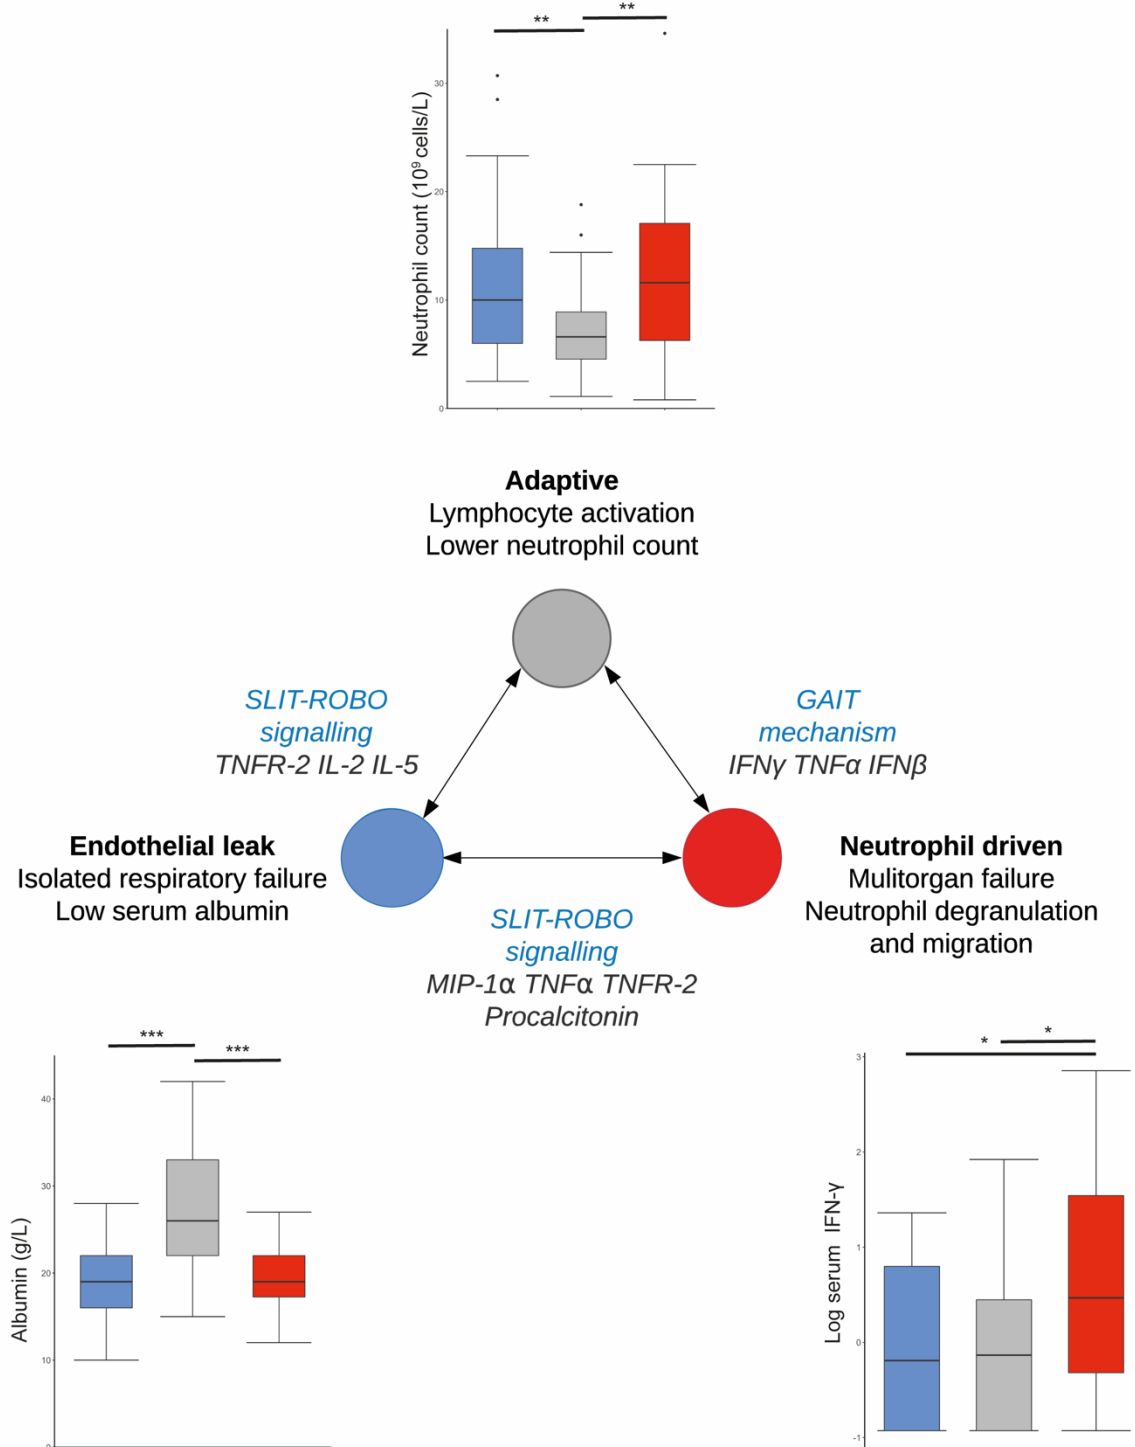 ** **
Neutrophil count (10⁹ cells/L)
30
20
10
0
Adaptive
Lymphocyte activation
Lower neutrophil count
SLIT-ROBO
signalling
TNFR-2 IL-2 IL-5
GAIT
mechanism
IFNγ TNFα IFNβ
Endothelial leak
Isolated respiratory failure
Low serum albumin
Neutrophil driven
Mulitorgan failure
Neutrophil degranulation
and migration
SLIT-ROBO
signalling
MIP-1α TNFα TNFR-2
Procalcitonin
*** ***
Albumin (g/L)
40
30
20
10
0
* *
Log serum IFN-γ
3
2
1
0
-1